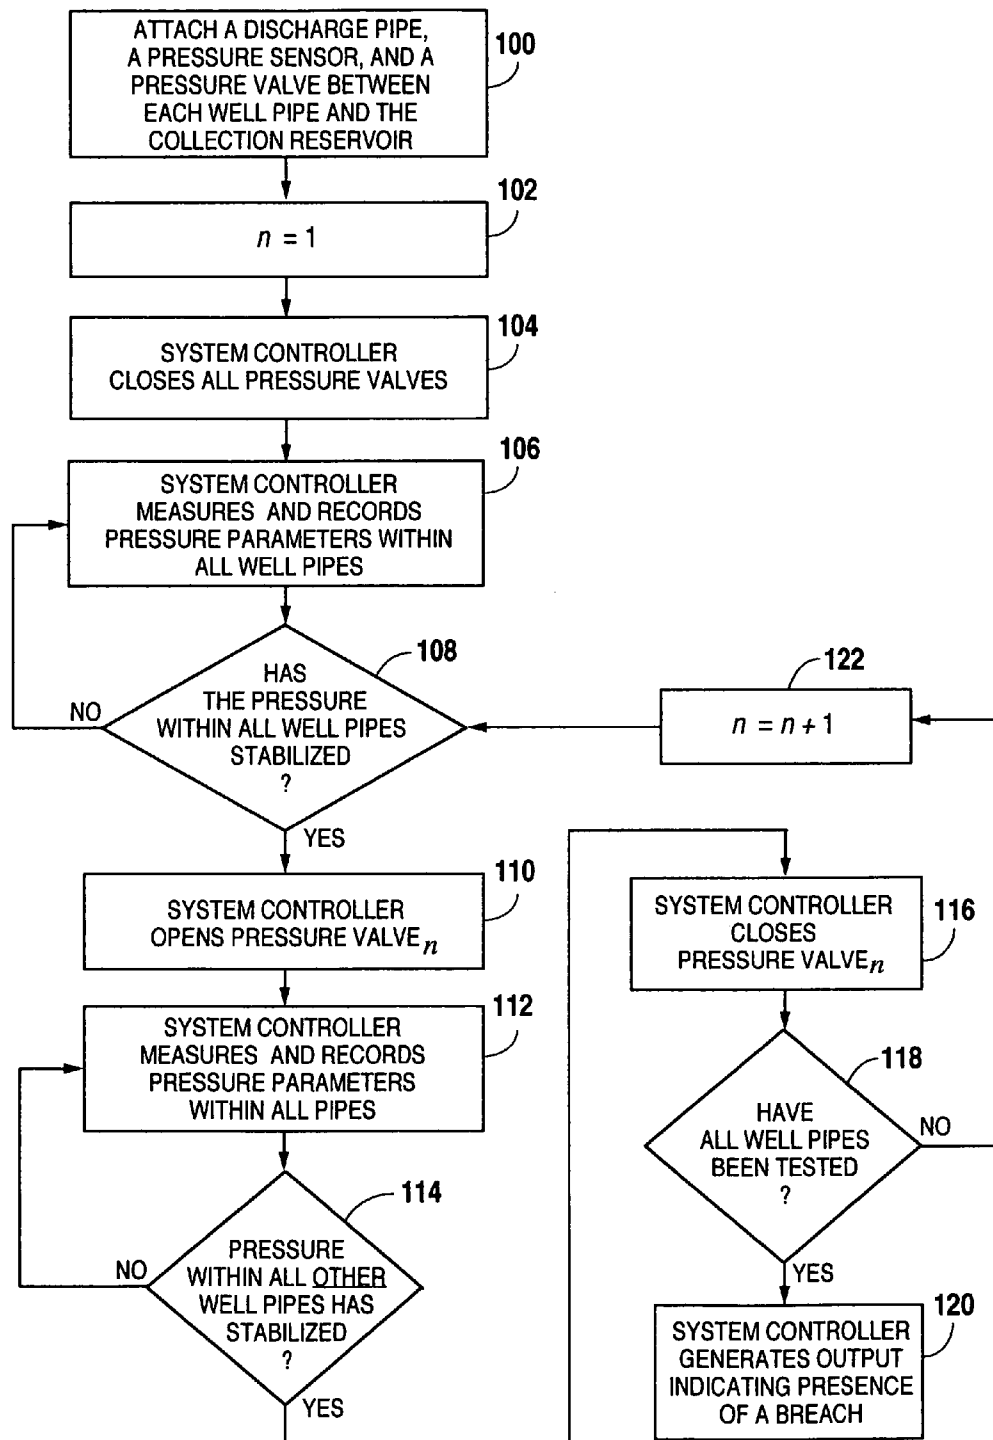 ATTACH A DISCHARGE PIPE,
A PRESSURE SENSOR, AND A
PRESSURE VALVE BETWEEN
EACH WELL PIPE AND THE
COLLECTION RESERVOIR
100
102
n = 1
104
SYSTEM CONTROLLER
CLOSES ALL PRESSURE VALVES
106
SYSTEM CONTROLLER
MEASURES AND RECORDS
PRESSURE PARAMETERS WITHIN
ALL WELL PIPES
108
HAS
THE PRESSURE
WITHIN ALL WELL PIPES
STABILIZED
?
NO
YES
122
n = n + 1
110
SYSTEM CONTROLLER
OPENS PRESSURE VALVEn
112
SYSTEM CONTROLLER
MEASURES AND RECORDS
PRESSURE PARAMETERS
WITHIN ALL PIPES
114
PRESSURE
WITHIN ALL OTHER
WELL PIPES HAS
STABILIZED
?
NO
YES
116
SYSTEM CONTROLLER
CLOSES
PRESSURE VALVEn
118
HAVE
ALL WELL PIPES
BEEN TESTED
?
NO
YES
120
SYSTEM CONTROLLER
GENERATES OUTPUT
INDICATING PRESENCE
OF A BREACH